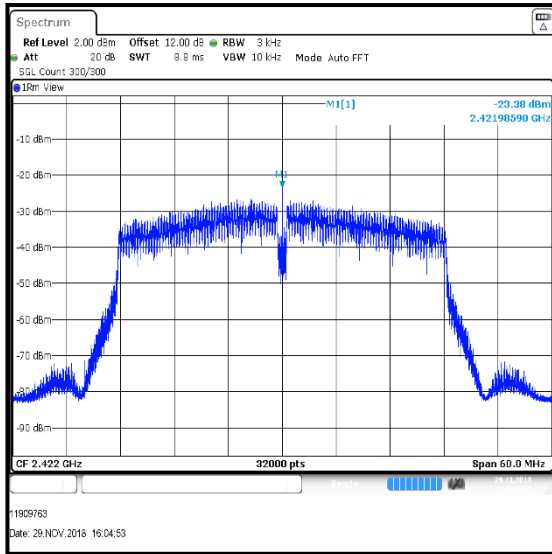 Spectrum
Ref Level 2.00 dBm Offset 12.00 dB RBW 3 kHz
Att 20 dB SWT 9.8 ms VBW 10 kHz Mode Auto FFT
SGL Count 300/300
1Rm View
M1[1] -23.38 dBm
2.42198590 GHz
-10 dBm
M1
-20 dBm
-30 dBm
-40 dBm
-50 dBm
-60 dBm
-70 dBm
-80 dBm
-90 dBm
CF 2.422 GHz 32000 pts Span 60.0 MHz
Ready 29.11.2018
11909763
Date: 29.NOV.2018 16:04:53